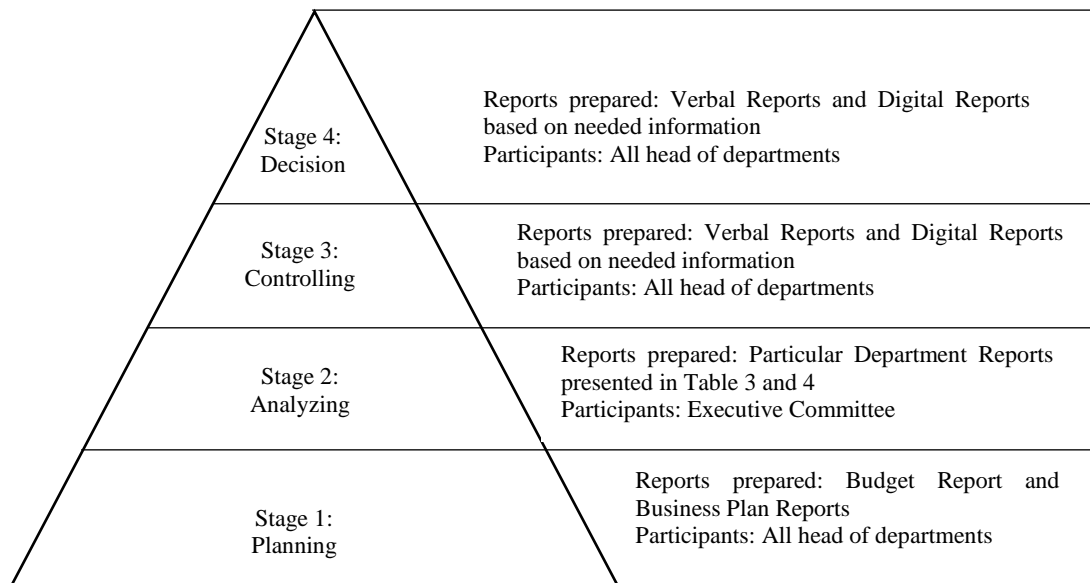 Stage 4:
Decision
Reports prepared: Verbal Reports and Digital Reports
based on needed information
Participants: All head of departments
Stage 3:
Controlling
Reports prepared: Verbal Reports and Digital Reports
based on needed information
Participants: All head of departments
Stage 2:
Analyzing
Reports prepared: Particular Department Reports
presented in Table 3 and 4
Participants: Executive Committee
Stage 1:
Planning
Reports prepared: Budget Report and
Business Plan Reports
Participants: All head of departments